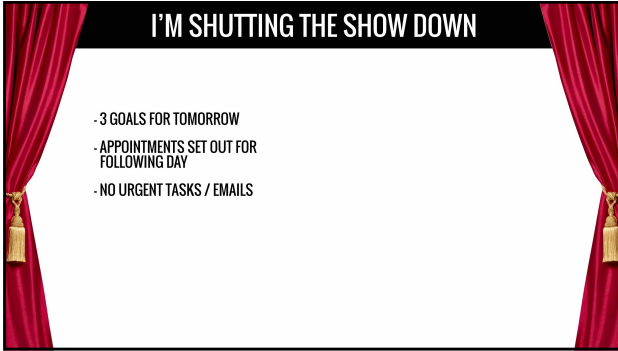 I'M SHUTTING THE SHOW DOWN
- 3 GOALS FOR TOMORROW
- APPOINTMENTS SET OUT FOR
FOLLOWING DAY
- NO URGENT TASKS / EMAILS